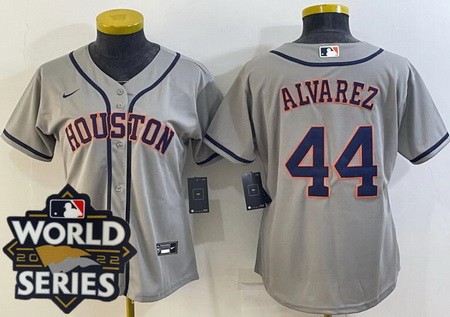 HOUSTON
ALVAREZ
44
WORLD
2022
SERIES